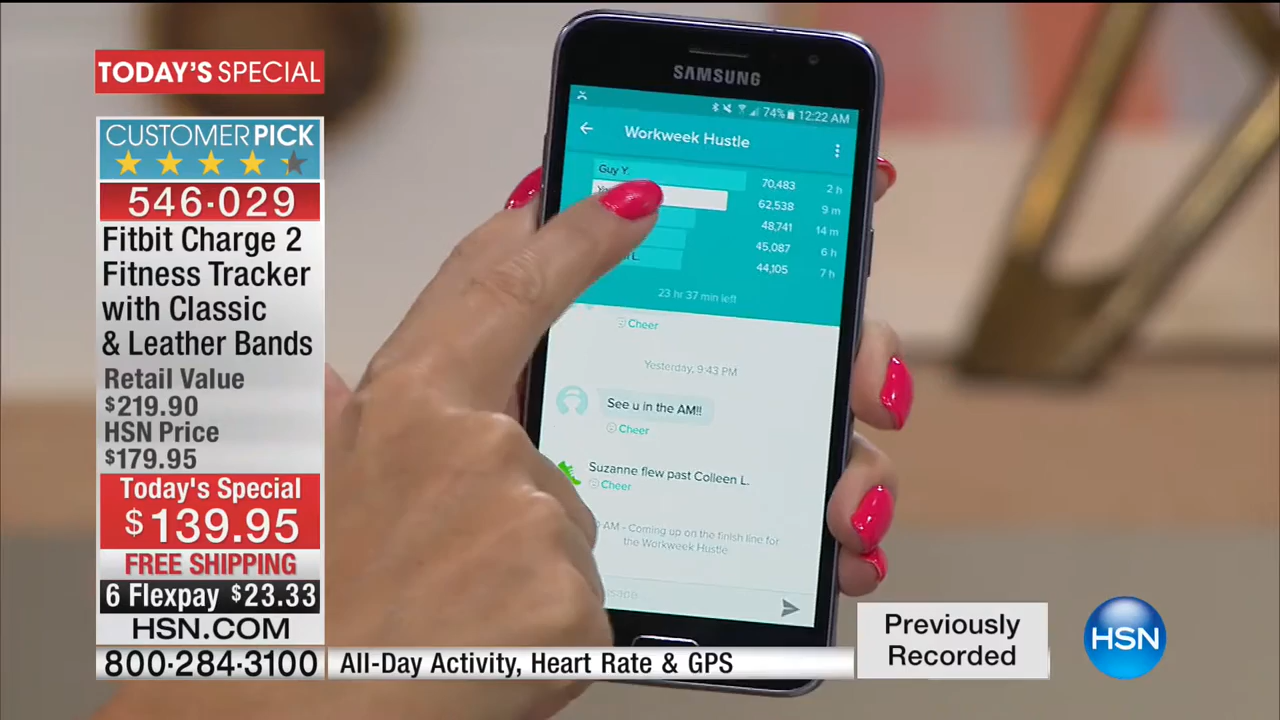 TODAY'S SPECIAL
CUSTOMER PICK
546·029
Fitbit Charge 2
Fitness Tracker
with Classic
& Leather Bands
Retail Value
$219.90
HSN Price
$179.95
Today's Special
$139.95
FREE SHIPPING
6 Flexpay $23.33
HSN.COM
800·284·3100
All-Day Activity, Heart Rate & GPS
Previously
Recorded
HSN
SAMSUNG
74% 12:22 AM
Workweek Hustle
Guy Y. 70,483 2 h
62,538 9 m
48,741 14 m
45,087 6 h
44,105 7 h
23 hr 37 min left
Cheer
Yesterday, 9:43 PM
See u in the AM!!
Cheer
Suzanne flew past Colleen L.
Cheer
AM - Coming up on the finish line for
the Workweek Hustle